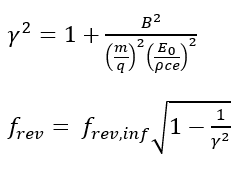 γ² = 1 + B² / ((m/q)² (E₀/ρce)²)
f_rev = f_rev,inf √(1 − 1/γ²)